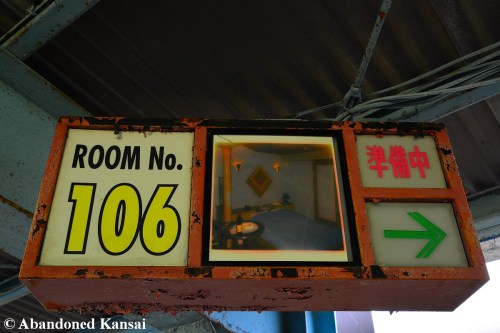 ROOM No.
106
準備中
© Abandoned Kansai